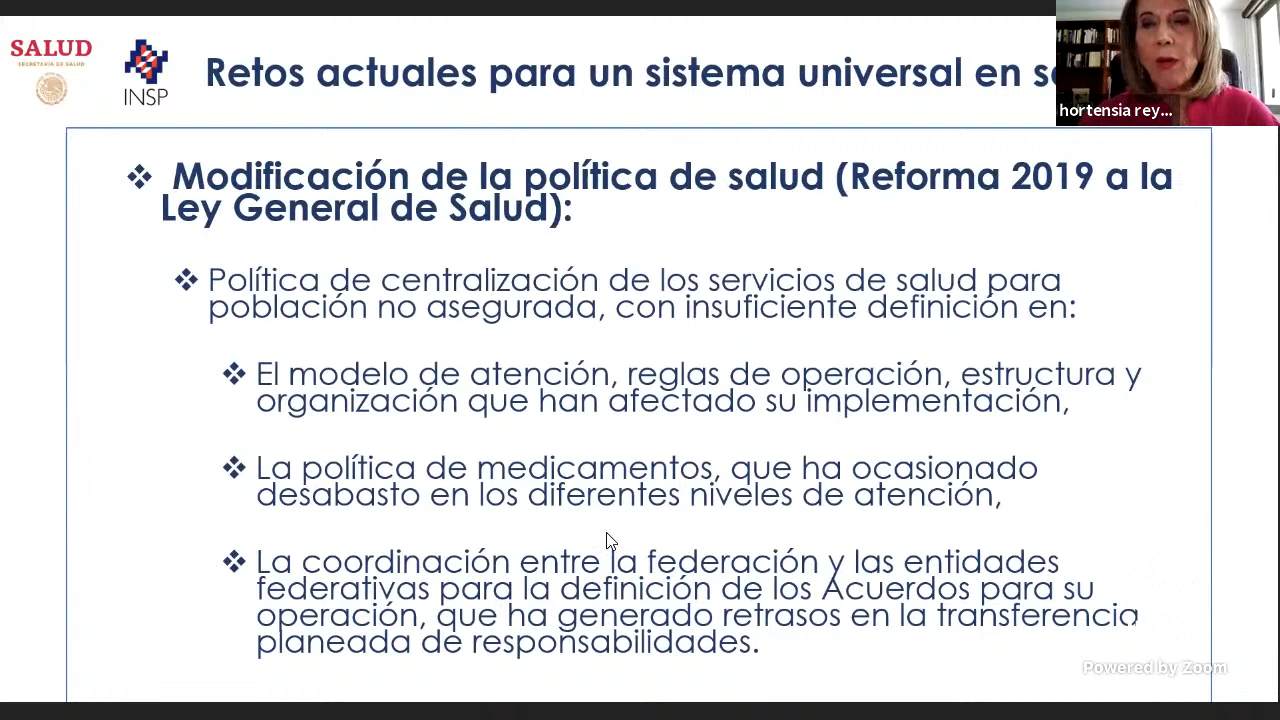 SALUD
SECRETARÍA DE SALUD
INSP
Retos actuales para un sistema universal en
hortensia rey...
❖ Modificación de la política de salud (Reforma 2019 a la
Ley General de Salud):
❖ Política de centralización de los servicios de salud para
población no asegurada, con insuficiente definición en:
❖ El modelo de atención, reglas de operación, estructura y
organización que han afectado su implementación,
❖ La política de medicamentos, que ha ocasionado
desabasto en los diferentes niveles de atención,
❖ La coordinación entre la federación y las entidades
federativas para la definición de los Acuerdos para su
operación, que ha generado retrasos en la transferencia
planeada de responsabilidades.
Powered by Zoom